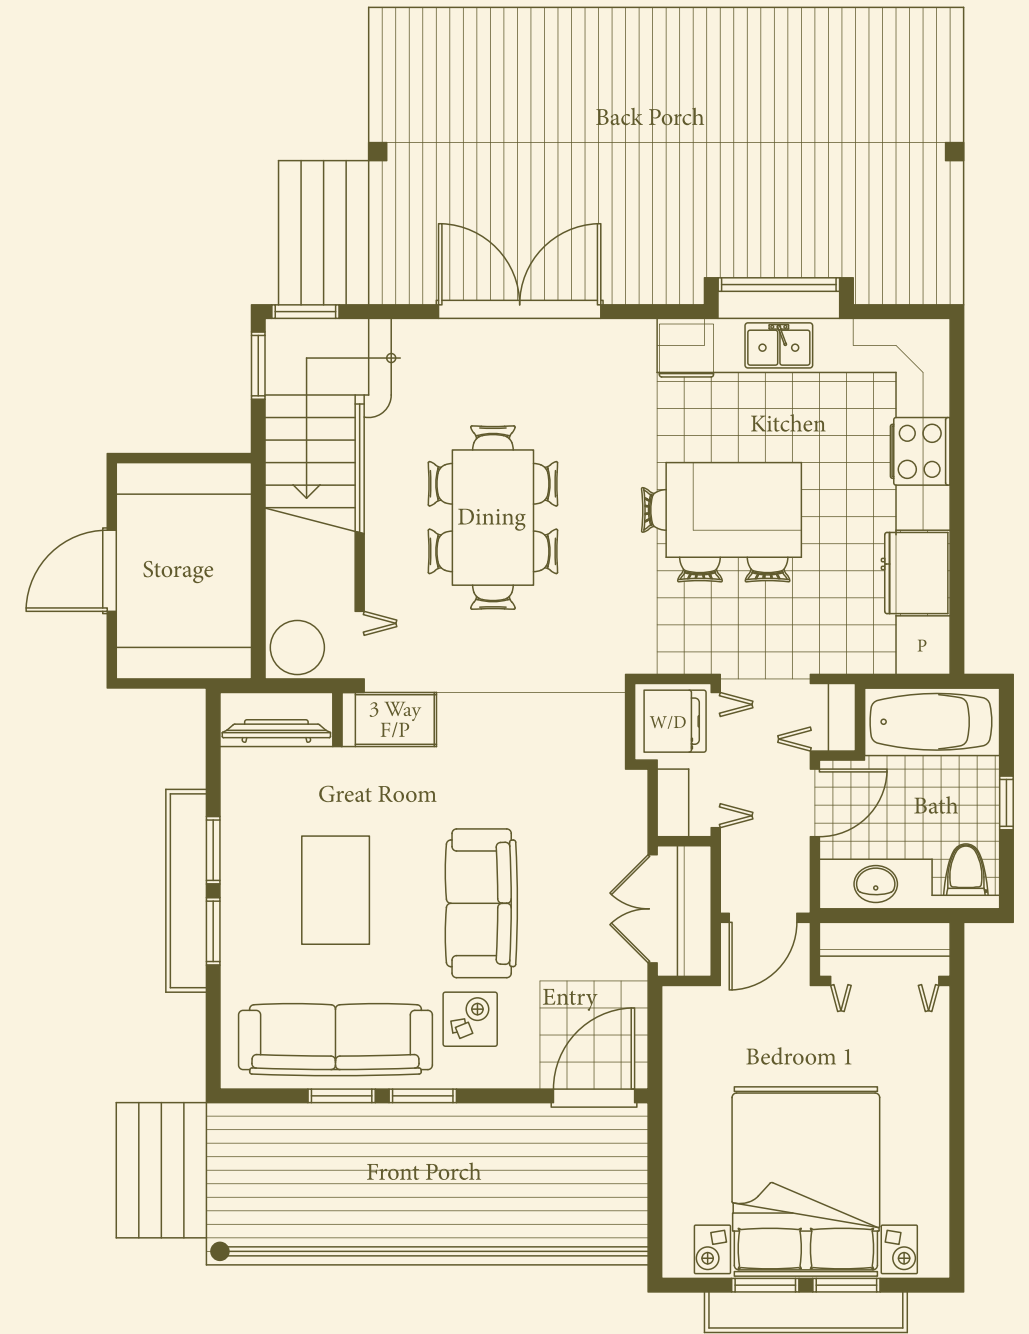 Back Porch
Kitchen
Dining
Storage
P
3 Way
F/P
W/D
Great Room
Bath
Entry
Bedroom 1
Front Porch